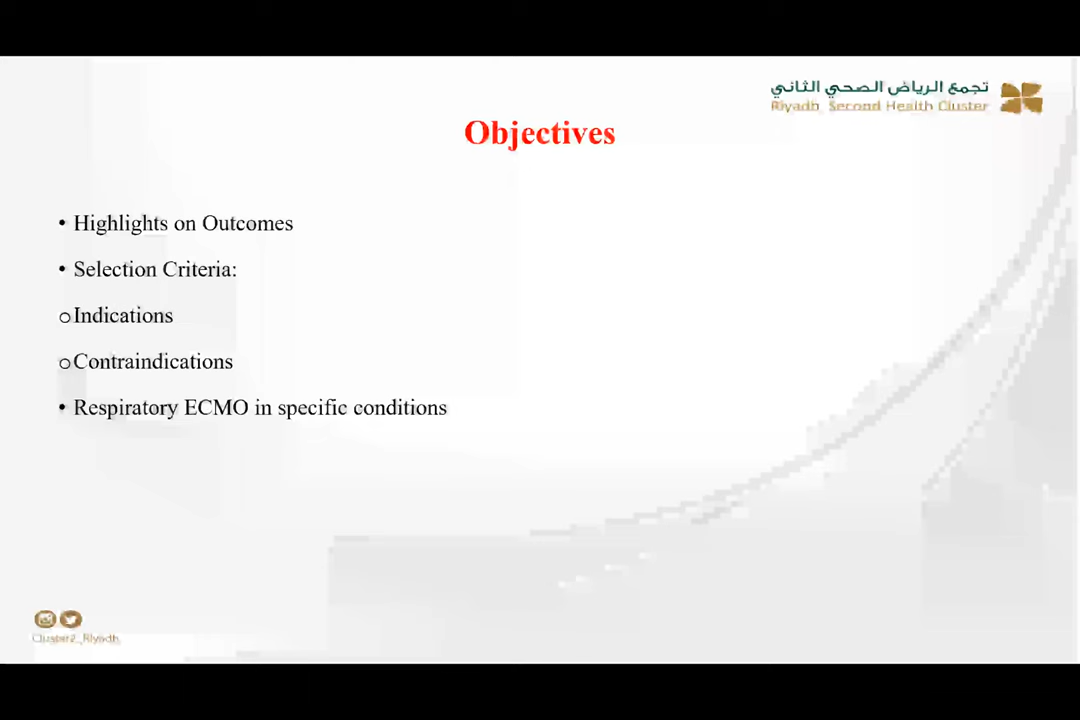 تجمع الرياض الصحي الثاني
Riyadh Second Health Cluster
Objectives
• Highlights on Outcomes
• Selection Criteria:
o Indications
o Contraindications
• Respiratory ECMO in specific conditions
Cluster2_Riyadh